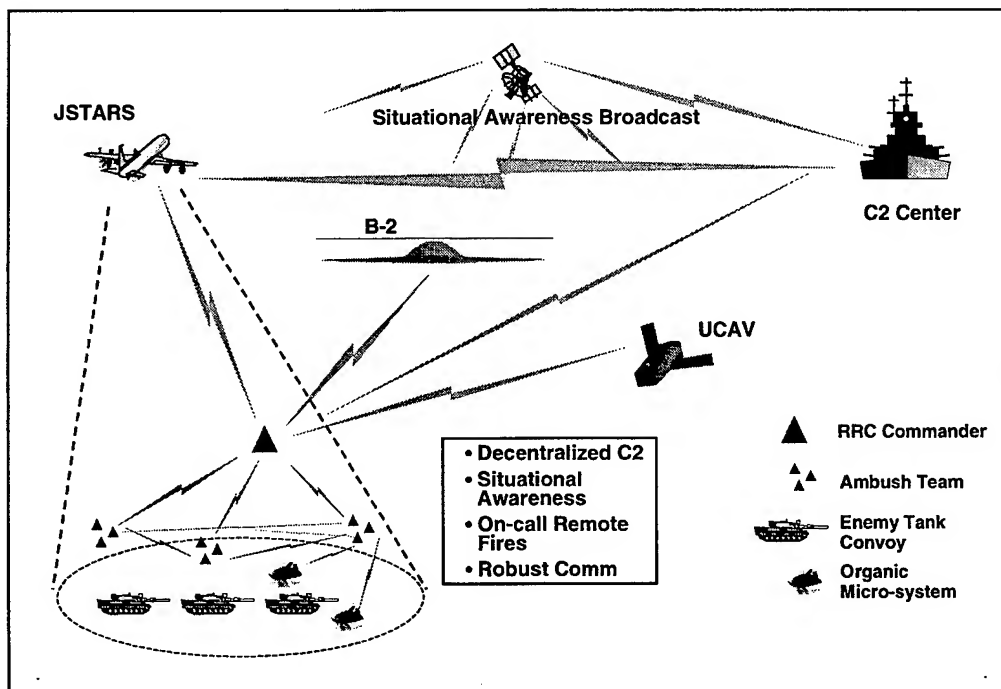 JSTARS
Situational Awareness Broadcast
C2 Center
B-2
UCAV
• Decentralized C2
• Situational
Awareness
• On-call Remote
Fires
• Robust Comm
RRC Commander
Ambush Team
Enemy Tank
Convoy
Organic
Micro-system